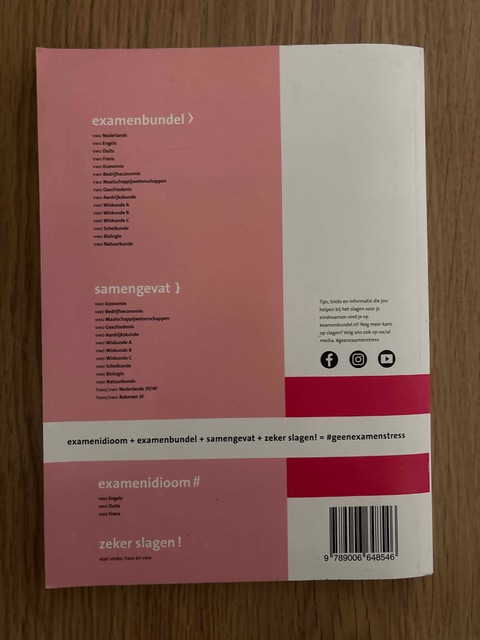 examenbundel >
vwo Nederlands
vwo Engels
vwo Duits
vwo Frans
vwo Economie
vwo Bedrijfseconomie
vwo Maatschappijwetenschappen
vwo Geschiedenis
vwo Aardrijkskunde
vwo Wiskunde A
vwo Wiskunde B
vwo Wiskunde C
vwo Scheikunde
vwo Biologie
vwo Natuurkunde
samengevat }
vwo Economie
vwo Bedrijfseconomie
vwo Maatschappijwetenschappen
vwo Geschiedenis
vwo Aardrijkskunde
vwo Wiskunde A
vwo Wiskunde B
vwo Wiskunde C
vwo Scheikunde
vwo Biologie
vwo Natuurkunde
havo/vwo Nederlands 3F/4F
havo/vwo Rekenen 3F
Tips, tricks en informatie die jou
helpen bij het slagen voor je
eindexamen vind je op
examenbundel.nl! Nog meer kans
op slagen? Volg ons ook op social
media. #geenexamenstress
examenidioom + examenbundel + samengevat + zeker slagen! = #geenexamenstress
examenidioom #
vwo Engels
vwo Duits
vwo Frans
zeker slagen !
voor vmbo, havo en vwo
9 789006 648546